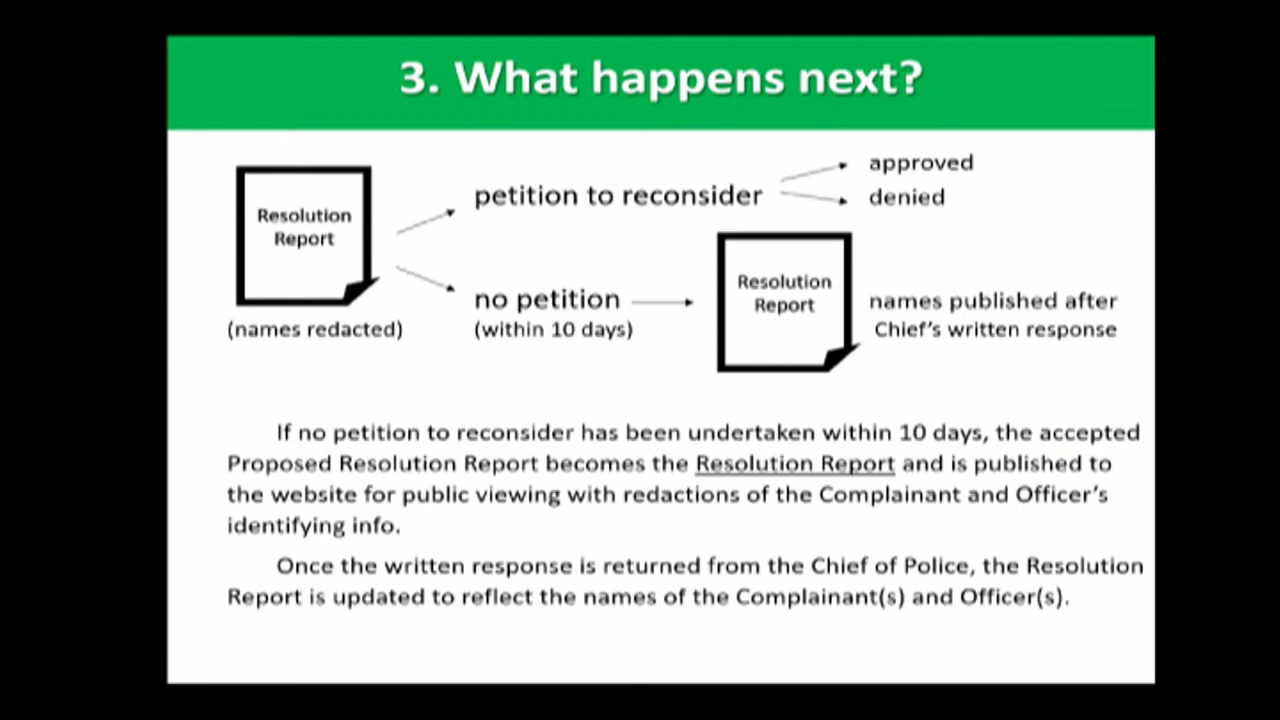 3. What happens next?
Resolution
Report
(names redacted)
petition to reconsider
approved
denied
no petition
(within 10 days)
Resolution
Report
names published after
Chief's written response
If no petition to reconsider has been undertaken within 10 days, the accepted
Proposed Resolution Report becomes the Resolution Report and is published to
the website for public viewing with redactions of the Complainant and Officer's
identifying info.
Once the written response is returned from the Chief of Police, the Resolution
Report is updated to reflect the names of the Complainant(s) and Officer(s).